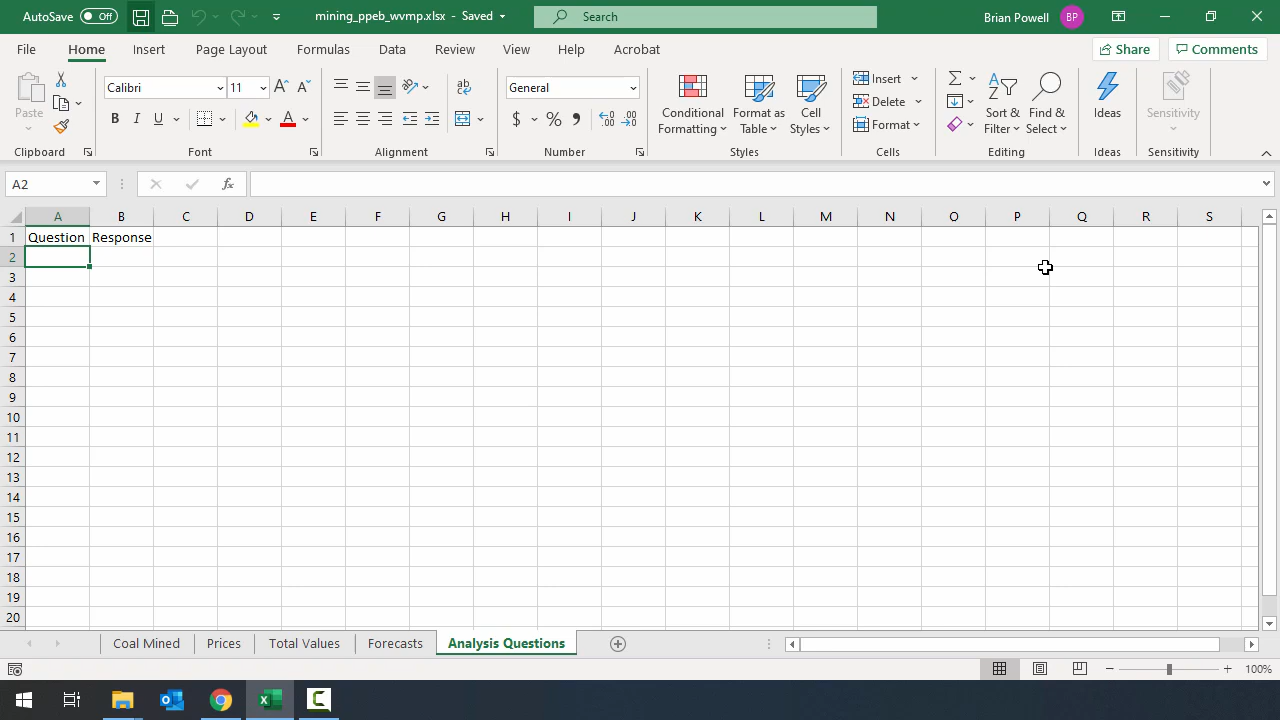 AutoSave Off mining_ppeb_wvmp.xlsx - Saved Search Brian Powell BP
File Home Insert Page Layout Formulas Data Review View Help Acrobat Share Comments
Calibri 11 General Insert
Paste B I U A $ % Conditional Formatting Format as Table Cell Styles Delete Sort & Filter Find & Select Ideas Sensitivity
Format
Clipboard Font Alignment Number Styles Cells Editing Ideas Sensitivity
A2 fx
A B C D E F G H I J K L M N O P Q R S
1 Question Response
2
3
4
5
6
7
8
9
10
11
12
13
14
15
16
17
18
19
20
Coal Mined Prices Total Values Forecasts Analysis Questions
100%